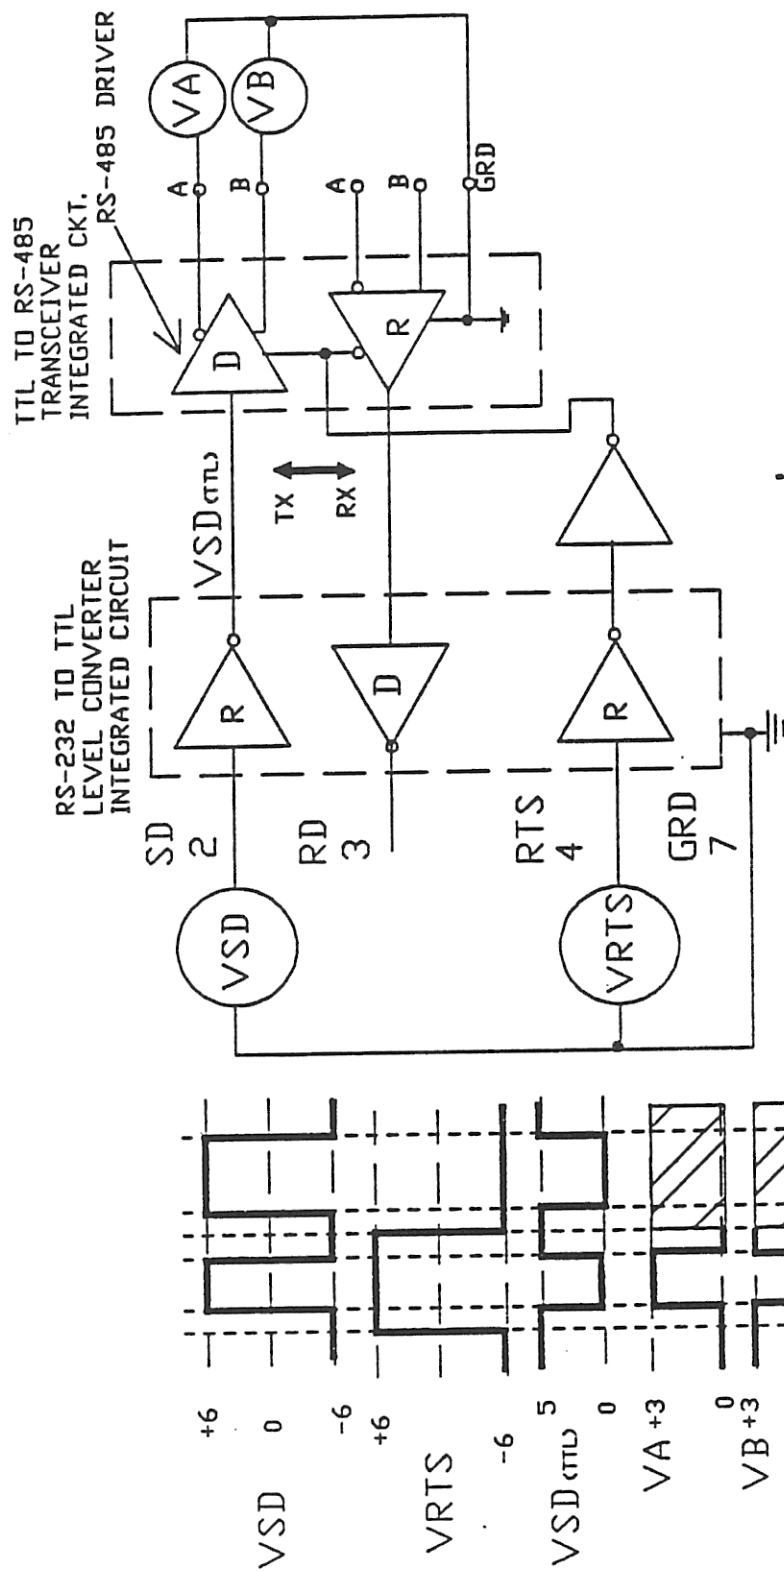 TTL TO RS-485
TRANSCEIVER
INTEGRATED CKT.
RS-485 DRIVER
RS-232 TO TTL
LEVEL CONVERTER
INTEGRATED CIRCUIT
SD
2
VSD
R
VSD(TTL)
D
A
VA
B
VB
TX
RX
RD
3
D
R
A
B
GRD
RTS
4
VRTS
R
GRD
7
VSD
+6
0
-6
VRTS
+6
-6
VSD(TTL)
5
0
VA
+3
0
VB
+3